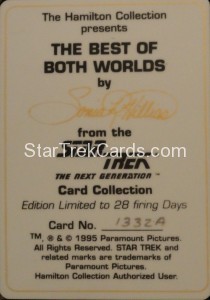 The Hamilton Collection
presents
THE BEST OF
BOTH WORLDS
by
from the
STAR TREK
THE NEXT GENERATION™
Card Collection
Edition Limited to 28 firing Days
Card No. 1332A
TM, ® & © 1995 Paramount Pictures.
All Rights Reserved. STAR TREK and
related marks are trademarks of
Paramount Pictures.
Hamilton Collection Authorized User.
StarTrekCards.com